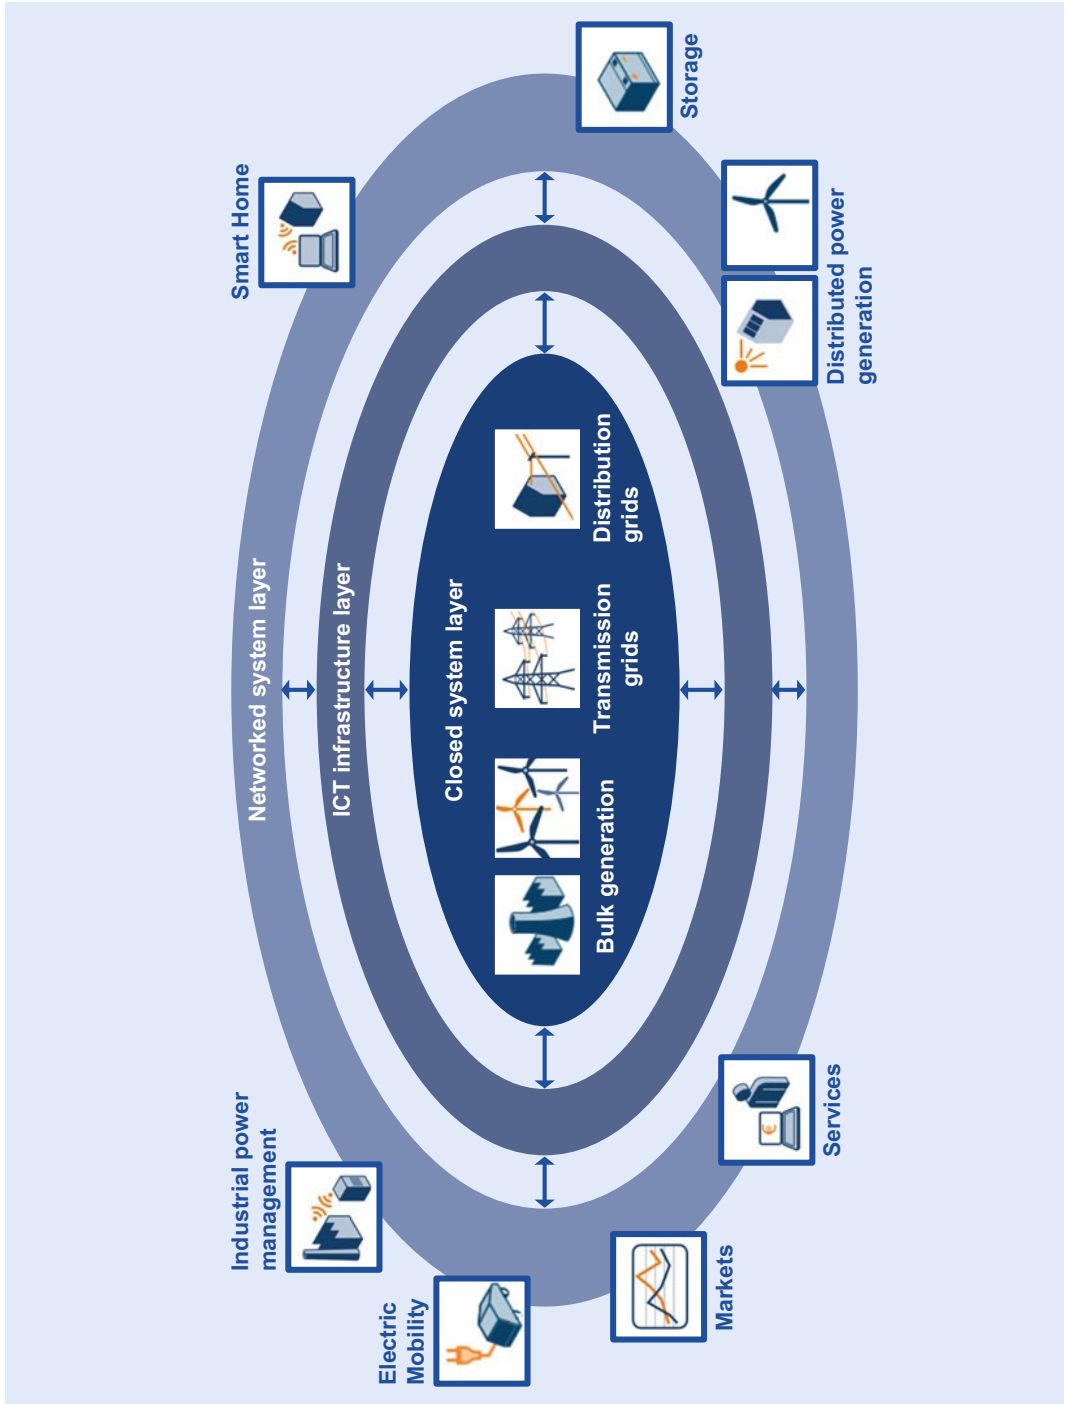 Networked system layer
ICT infrastructure layer
Closed system layer
Bulk generation
Transmission
grids
Distribution
grids
Industrial power
management
Smart Home
Electric
Mobility
Storage
Markets
Services
Distributed power
generation
€